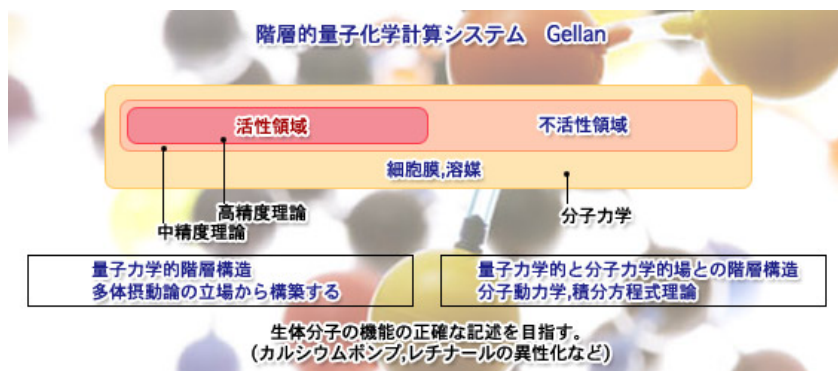 階層的量子化学計算システム　Gellan
活性領域
不活性領域
細胞膜,溶媒
高精度理論
中精度理論
分子力学
量子力学的階層構造
多体摂動論の立場から構築する
量子力学的と分子力学的場との階層構造
分子動力学,積分方程式理論
生体分子の機能の正確な記述を目指す。
(カルシウムポンプ,レチナールの異性化など)